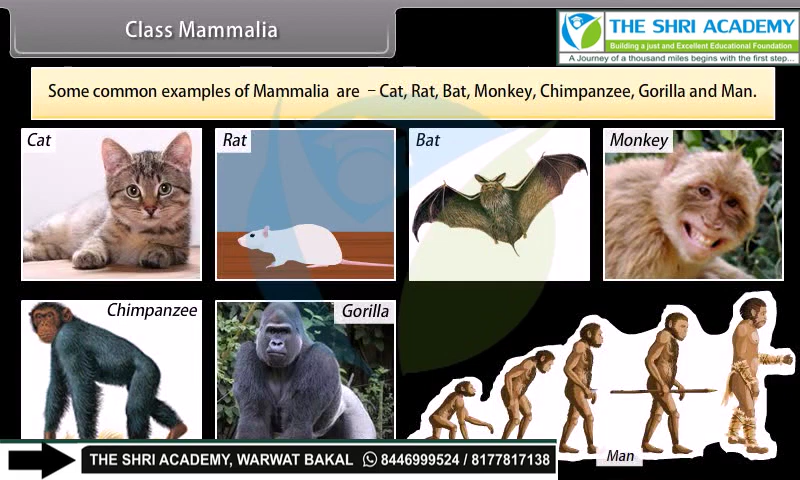 Class Mammalia
THE SHRI ACADEMY
Building a just and Excellent Educational Foundation
A Journey of a thousand miles begins with the first step...
Some common examples of Mammalia are – Cat, Rat, Bat, Monkey, Chimpanzee, Gorilla and Man.
Cat
Rat
Bat
Monkey
Chimpanzee
Gorilla
Man
THE SHRI ACADEMY, WARWAT BAKAL 8446999524 / 8177817138